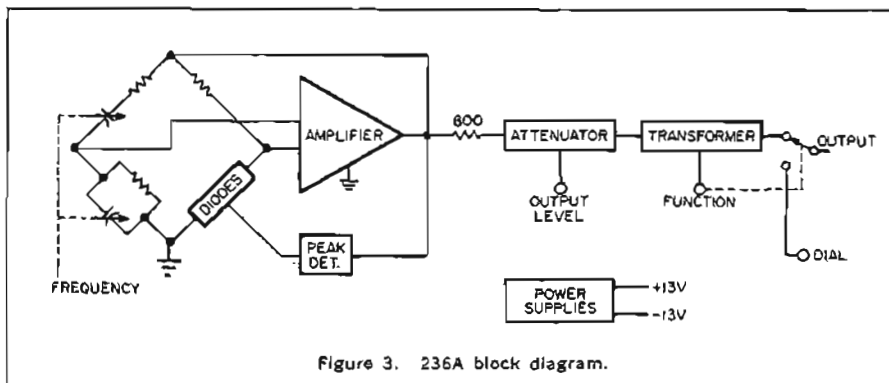 600
AMPLIFIER
ATTENUATOR
TRANSFORMER
OUTPUT
DIODES
OUTPUT
LEVEL
FUNCTION
PEAK
DET.
DIAL
FREQUENCY
POWER
SUPPLIES
+13V
-13V
Figure 3. 236A block diagram.